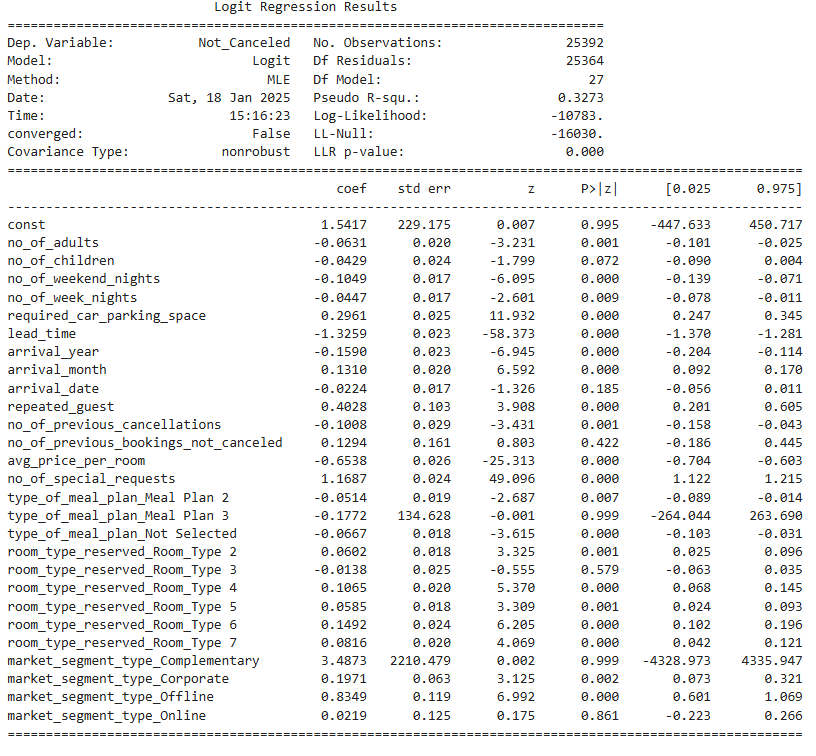 Logit Regression Results
==============================================================================
Dep. Variable: Not_Canceled No. Observations: 25392
Model: Logit Df Residuals: 25364
Method: MLE Df Model: 27
Date: Sat, 18 Jan 2025 Pseudo R-squ.: 0.3273
Time: 15:16:23 Log-Likelihood: -10783.
converged: False LL-Null: -16030.
Covariance Type: nonrobust LLR p-value: 0.000
========================================================================================================
coef std err z P>|z| [0.025 0.975]
--------------------------------------------------------------------------------------------------------
const 1.5417 229.175 0.007 0.995 -447.633 450.717
no_of_adults -0.0631 0.020 -3.231 0.001 -0.101 -0.025
no_of_children -0.0429 0.024 -1.799 0.072 -0.090 0.004
no_of_weekend_nights -0.1049 0.017 -6.095 0.000 -0.139 -0.071
no_of_week_nights -0.0447 0.017 -2.601 0.009 -0.078 -0.011
required_car_parking_space 0.2961 0.025 11.932 0.000 0.247 0.345
lead_time -1.3259 0.023 -58.373 0.000 -1.370 -1.281
arrival_year -0.1590 0.023 -6.945 0.000 -0.204 -0.114
arrival_month 0.1310 0.020 6.592 0.000 0.092 0.170
arrival_date -0.0224 0.017 -1.326 0.185 -0.056 0.011
repeated_guest 0.4028 0.103 3.908 0.000 0.201 0.605
no_of_previous_cancellations -0.1008 0.029 -3.431 0.001 -0.158 -0.043
no_of_previous_bookings_not_canceled 0.1294 0.161 0.803 0.422 -0.186 0.445
avg_price_per_room -0.6538 0.026 -25.313 0.000 -0.704 -0.603
no_of_special_requests 1.1687 0.024 49.096 0.000 1.122 1.215
type_of_meal_plan_Meal Plan 2 -0.0514 0.019 -2.687 0.007 -0.089 -0.014
type_of_meal_plan_Meal Plan 3 -0.1772 134.628 -0.001 0.999 -264.044 263.690
type_of_meal_plan_Not Selected -0.0667 0.018 -3.615 0.000 -0.103 -0.031
room_type_reserved_Room_Type 2 0.0602 0.018 3.325 0.001 0.025 0.096
room_type_reserved_Room_Type 3 -0.0138 0.025 -0.555 0.579 -0.063 0.035
room_type_reserved_Room_Type 4 0.1065 0.020 5.370 0.000 0.068 0.145
room_type_reserved_Room_Type 5 0.0585 0.018 3.309 0.001 0.024 0.093
room_type_reserved_Room_Type 6 0.1492 0.024 6.205 0.000 0.102 0.196
room_type_reserved_Room_Type 7 0.0816 0.020 4.069 0.000 0.042 0.121
market_segment_type_Complementary 3.4873 2210.479 0.002 0.999 -4328.973 4335.947
market_segment_type_Corporate 0.1971 0.063 3.125 0.002 0.073 0.321
market_segment_type_Offline 0.8349 0.119 6.992 0.000 0.601 1.069
market_segment_type_Online 0.0219 0.125 0.175 0.861 -0.223 0.266
========================================================================================================